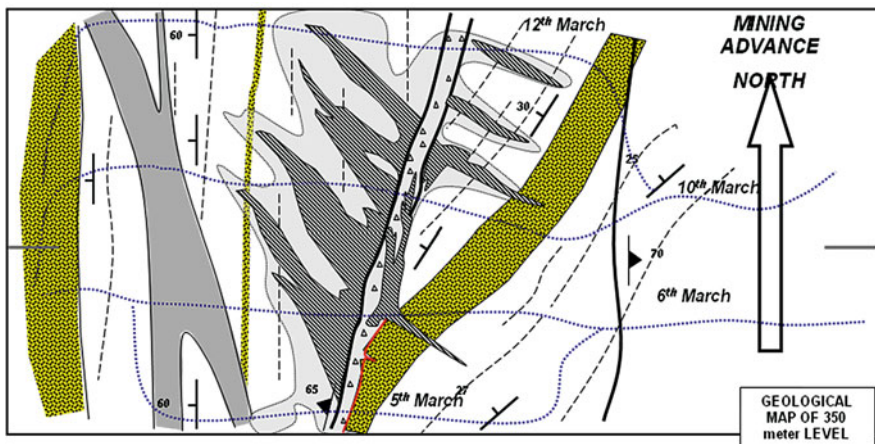 60
12th March
MINING
ADVANCE
NORTH
30
25
10th March
70
6th March
65
60
5th March
27
GEOLOGICAL
MAP OF 350
meter LEVEL